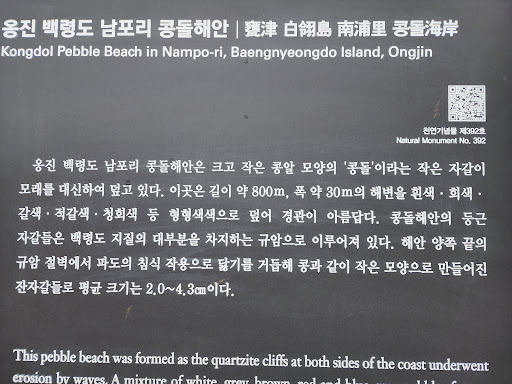 옹진 백령도 남포리 콩돌해안 | 甕津 白翎島 南浦里 콩돌海岸
Kongdol Pebble Beach in Nampo-ri, Baengnyeongdo Island, Ongjin
천연기념물 제392호
Natural Monument No. 392
옹진 백령도 남포리 콩돌해안은 크고 작은 콩알 모양의 '콩돌'이라는 작은 자갈이
모래를 대신하여 덮고 있다. 이곳은 길이 약 800m, 폭 약 30m의 해변을 흰색·회색·
갈색·적갈색·청회색 등 형형색색으로 덮어 경관이 아름답다. 콩돌해안의 둥근
자갈들은 백령도 지질의 대부분을 차지하는 규암으로 이루어져 있다. 해안 양쪽 끝의
규암 절벽에서 파도의 침식 작용으로 닳기를 거듭해 콩과 같이 작은 모양으로 만들어진
잔자갈들로 평균 크기는 2.0~4.3㎝이다.
This pebble beach was formed as the quartzite cliffs at both sides of the coast underwent
erosion by waves. A mixture of white, grey, brown, red and blue